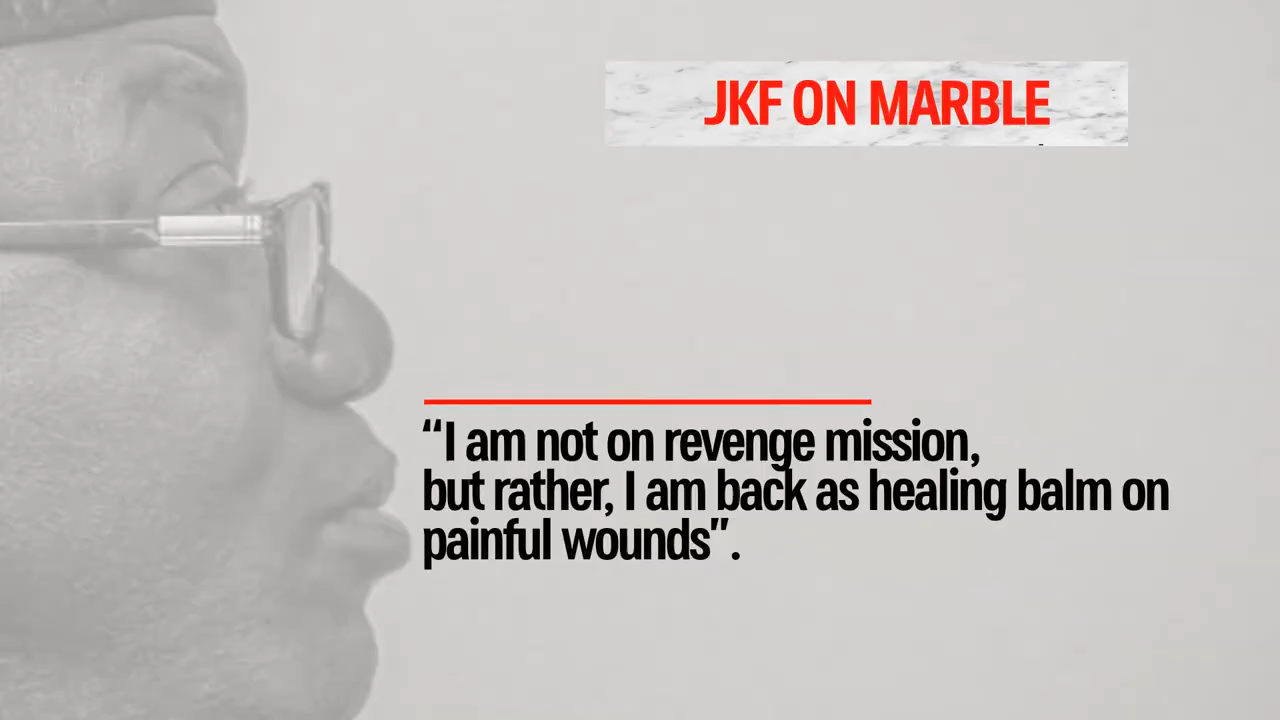 JKF ON MARBLE
“I am not on revenge mission,
but rather, I am back as healing balm on
painful wounds”.